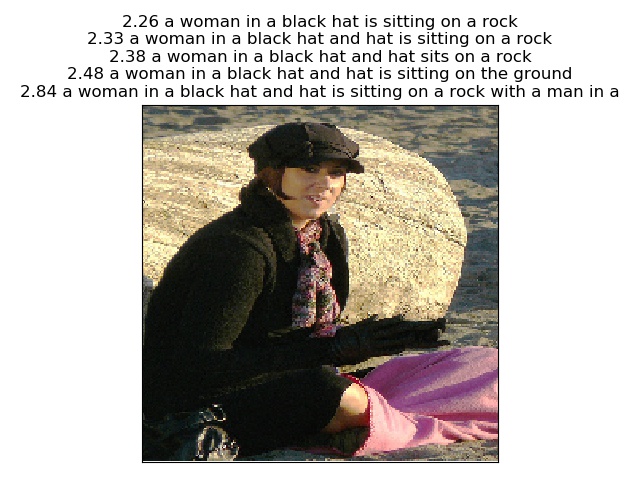 2.26 a woman in a black hat is sitting on a rock
2.33 a woman in a black hat and hat is sitting on a rock
2.38 a woman in a black hat and hat sits on a rock
2.48 a woman in a black hat and hat is sitting on the ground
2.84 a woman in a black hat and hat is sitting on a rock with a man in a